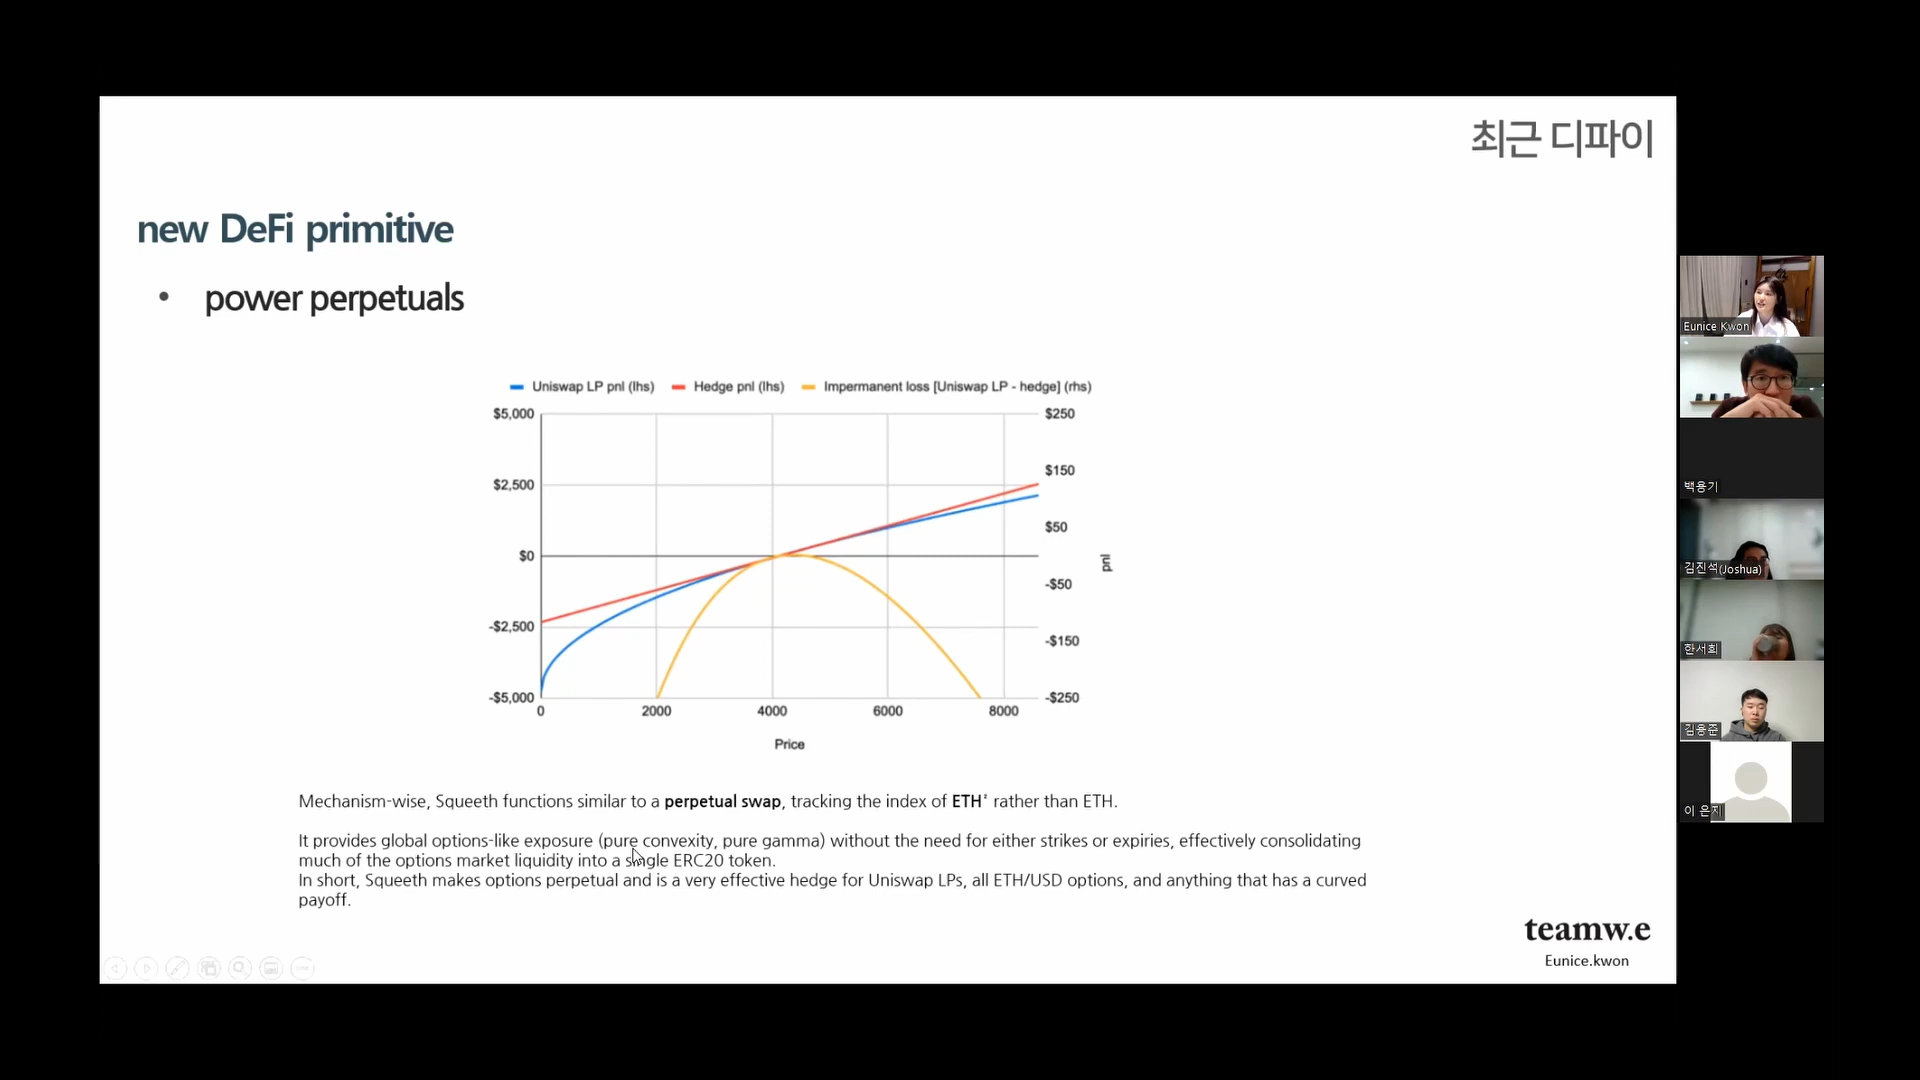 최근 디파이
new DeFi primitive
• power perpetuals
Uniswap LP pnl (lhs) Hedge pnl (lhs) Impermanent loss [Uniswap LP - hedge] (rhs)
$5,000
$2,500
$0
-$2,500
-$5,000
$250
$150
$50
-$50
-$150
-$250
pnl
0 2000 4000 6000 8000
Price
Mechanism-wise, Squeeth functions similar to a perpetual swap, tracking the index of ETH² rather than ETH.
It provides global options-like exposure (pure convexity, pure gamma) without the need for either strikes or expiries, effectively consolidating
much of the options market liquidity into a single ERC20 token.
In short, Squeeth makes options perpetual and is a very effective hedge for Uniswap LPs, all ETH/USD options, and anything that has a curved
payoff.
teamw.e
Eunice.kwon
Eunice Kwon
백용기
김진석(Joshua)
한서희
김용준
이 은지